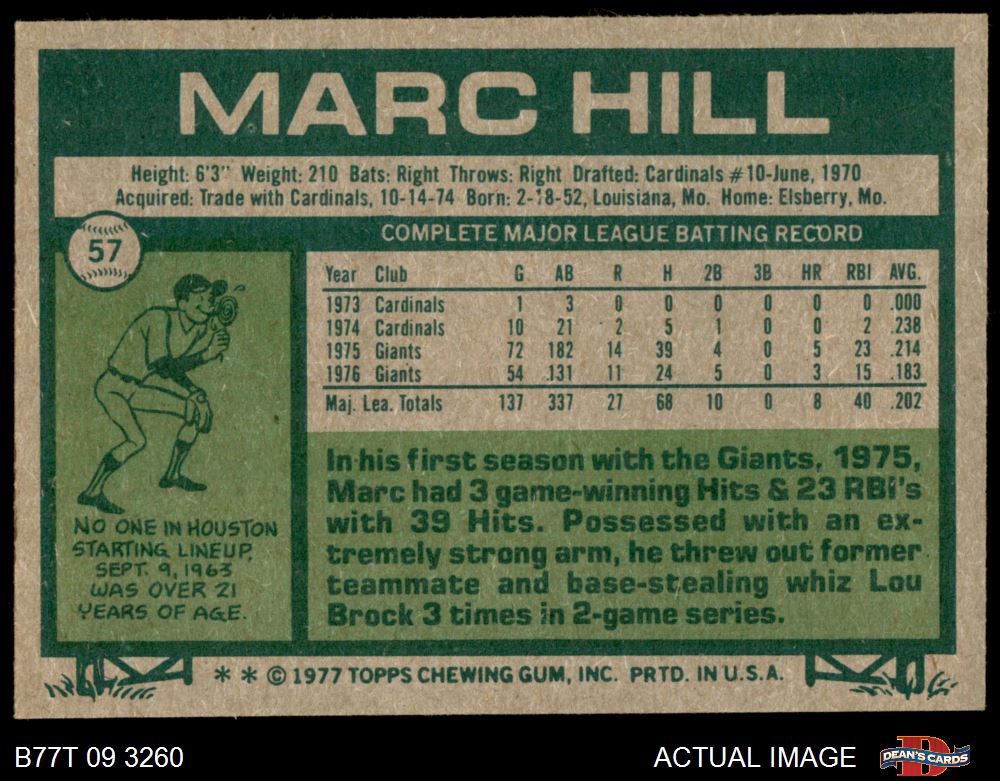 MARC HILL
Height: 6'3" Weight: 210 Bats: Right Throws: Right Drafted: Cardinals #10-June, 1970
Acquired: Trade with Cardinals, 10-14-74 Born: 2-18-52, Louisiana, Mo. Home: Elsberry, Mo.
57
COMPLETE MAJOR LEAGUE BATTING RECORD
Year Club G AB R H 2B 3B HR RBI AVG.
1973 Cardinals 1 3 0 0 0 0 0 0 .000
1974 Cardinals 10 21 2 5 1 0 0 2 .238
1975 Giants 72 182 14 39 4 0 5 23 .214
1976 Giants 54 131 11 24 5 0 3 15 .183
Maj. Lea. Totals 137 337 27 68 10 0 8 40 .202
NO ONE IN HOUSTON
STARTING LINEUP,
SEPT. 9, 1963
WAS OVER 21
YEARS OF AGE.
In his first season with the Giants, 1975,
Marc had 3 game-winning Hits & 23 RBI's
with 39 Hits. Possessed with an ex-
tremely strong arm, he threw out former
teammate and base-stealing whiz Lou
Brock 3 times in 2-game series.
* * © 1977 TOPPS CHEWING GUM, INC. PRTD. IN U.S.A.
B77T 09 3260
ACTUAL IMAGE
DEAN'S CARDS